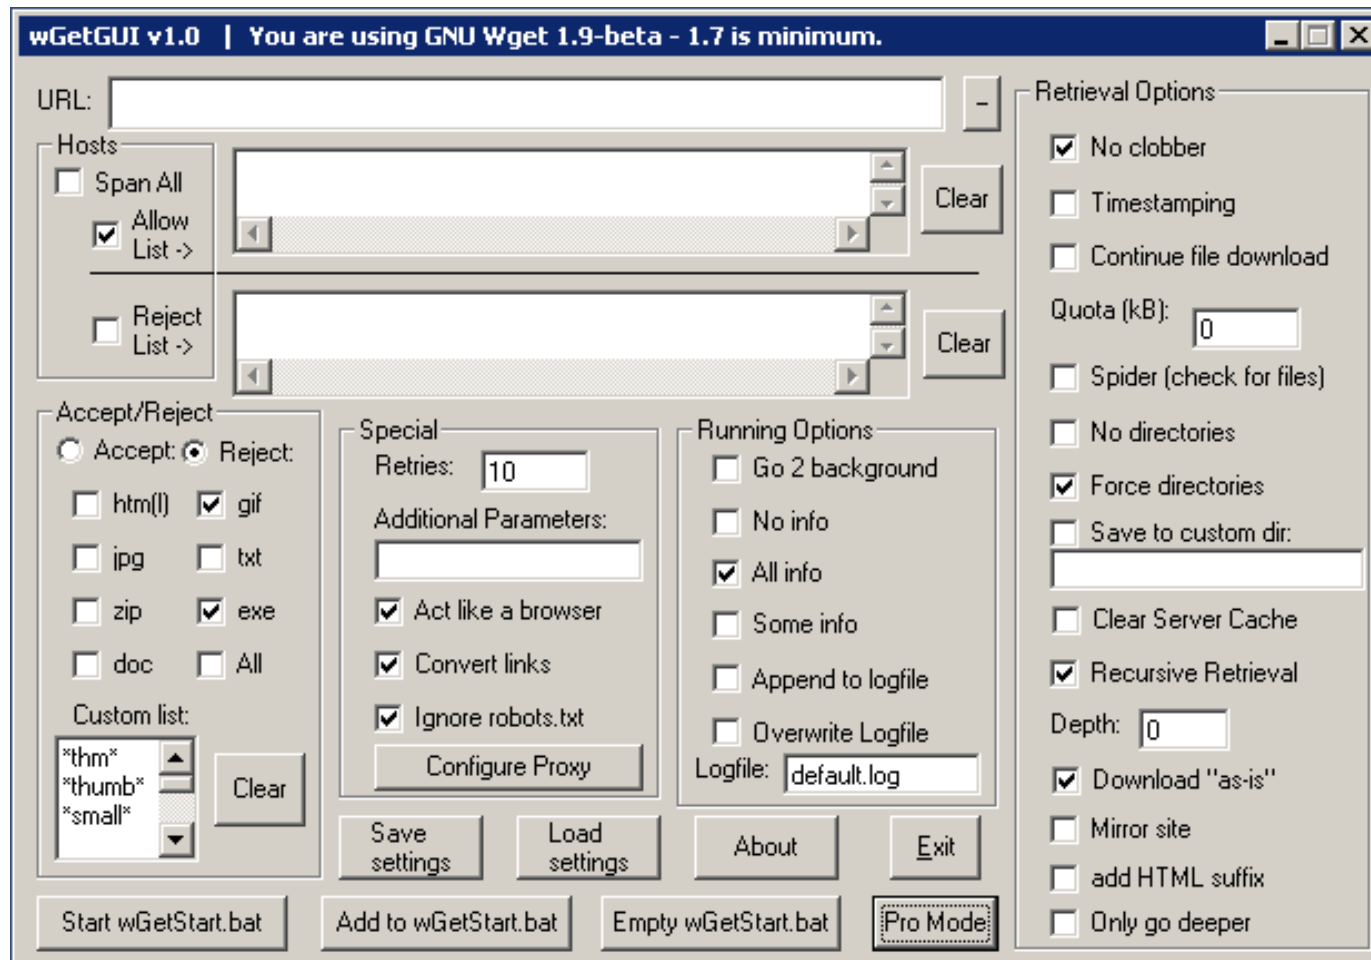 wGetGUI v1.0 | You are using GNU Wget 1.9-beta - 1.7 is minimum.
URL:
-
Hosts
Span All
Allow
List ->
Clear
Reject
List ->
Clear
Accept/Reject
Accept: Reject:
htm(l) gif
jpg txt
zip exe
doc All
Custom list:
*thm*
*thumb*
*small*
Clear
Special
Retries: 10
Additional Parameters:
Act like a browser
Convert links
Ignore robots.txt
Configure Proxy
Running Options
Go 2 background
No info
All info
Some info
Append to logfile
Overwrite Logfile
Logfile: default.log
Retrieval Options
No clobber
Timestamping
Continue file download
Quota (kB): 0
Spider (check for files)
No directories
Force directories
Save to custom dir:
Clear Server Cache
Recursive Retrieval
Depth: 0
Download "as-is"
Mirror site
add HTML suffix
Only go deeper
Save
settings
Load
settings
About
Exit
Start wGetStart.bat
Add to wGetStart.bat
Empty wGetStart.bat
Pro Mode